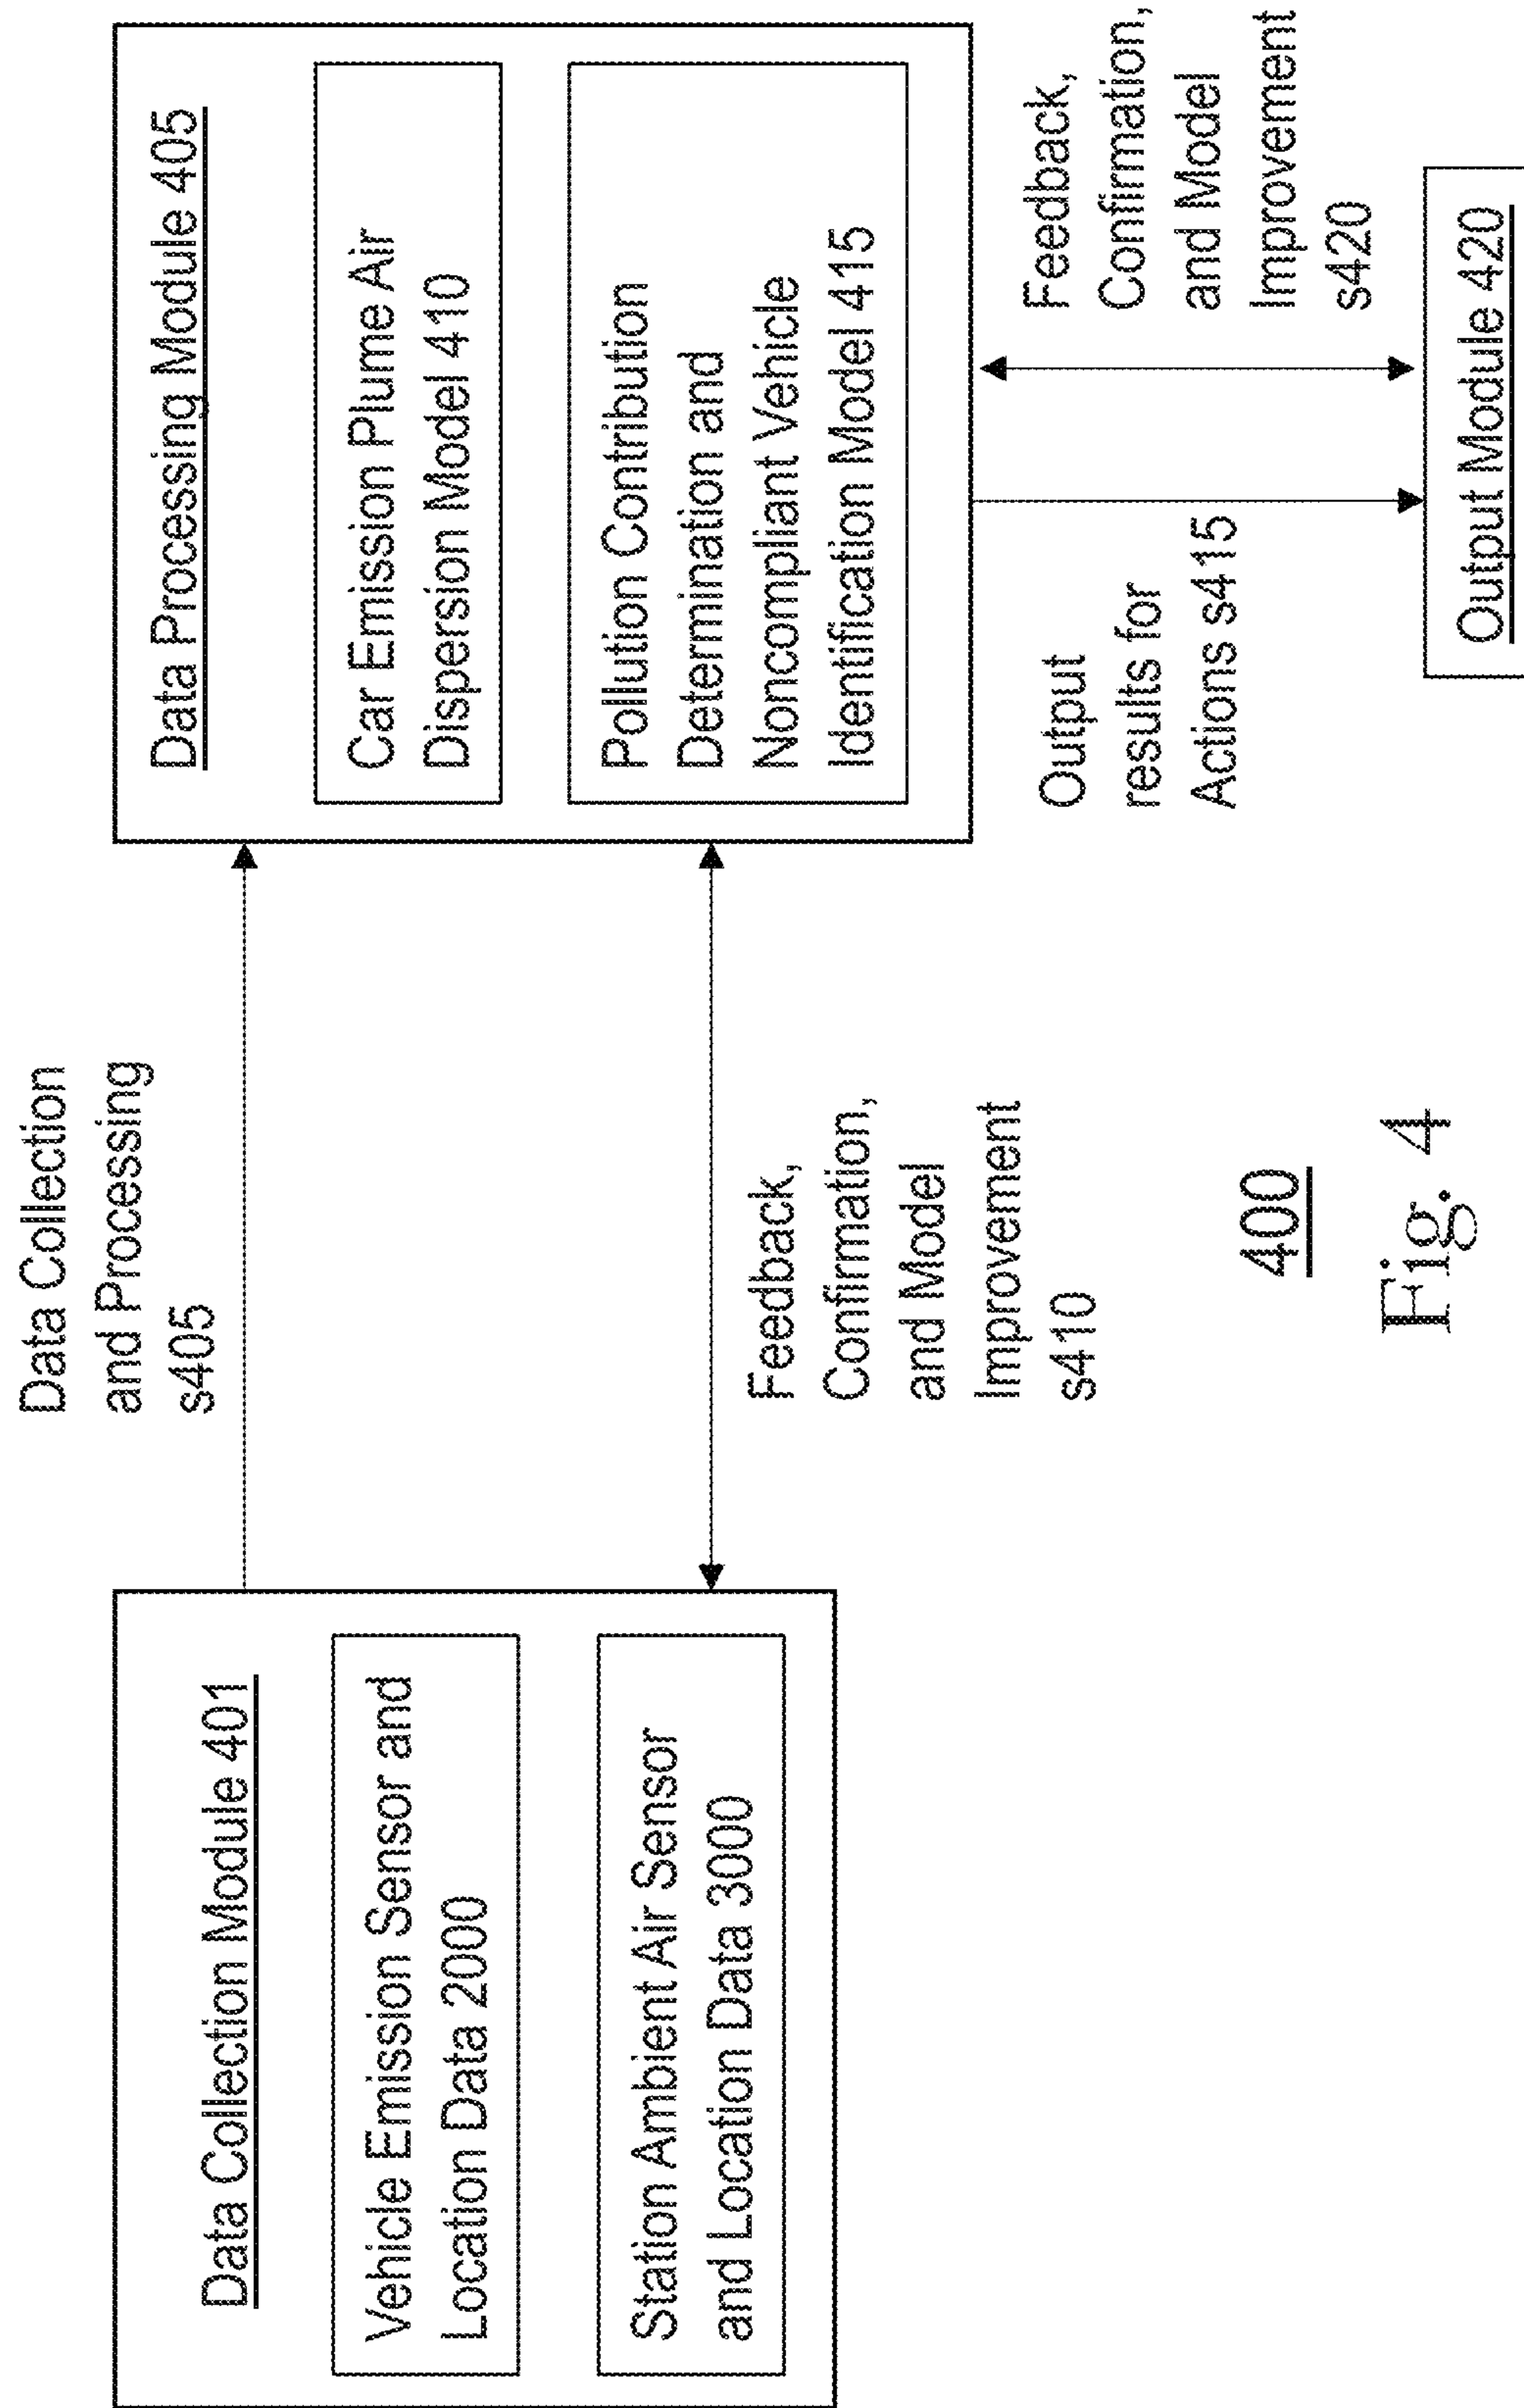 Data Collection Module 401
Vehicle Emission Sensor and
Location Data 2000
Station Ambient Air Sensor
and Location Data 3000
Data Collection
and Processing
s405
Feedback,
Confirmation,
and Model
Improvement
s410
Data Processing Module 405
Car Emission Plume Air
Dispersion Model 410
Pollution Contribution
Determination and
Noncompliant Vehicle
Identification Model 415
Output
results for
Actions s415
Feedback,
Confirmation,
and Model
Improvement
s420
Output Module 420
400
Fig. 4